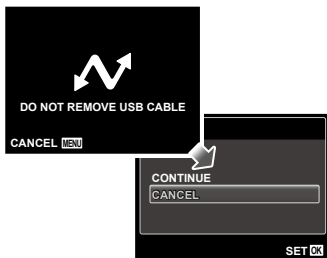 DO NOT REMOVE USB CABLE
CANCEL MENU
CONTINUE
CANCEL
SET OK